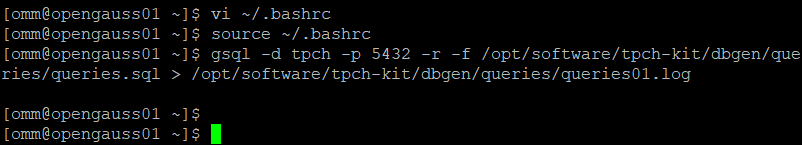 [omm@opengauss01 ~]$ vi ~/.bashrc
[omm@opengauss01 ~]$ source ~/.bashrc
[omm@opengauss01 ~]$ gsql -d tpch -p 5432 -r -f /opt/software/tpch-kit/dbgen/que
ries/queries.sql > /opt/software/tpch-kit/dbgen/queries/queries01.log
[omm@opengauss01 ~]$
[omm@opengauss01 ~]$